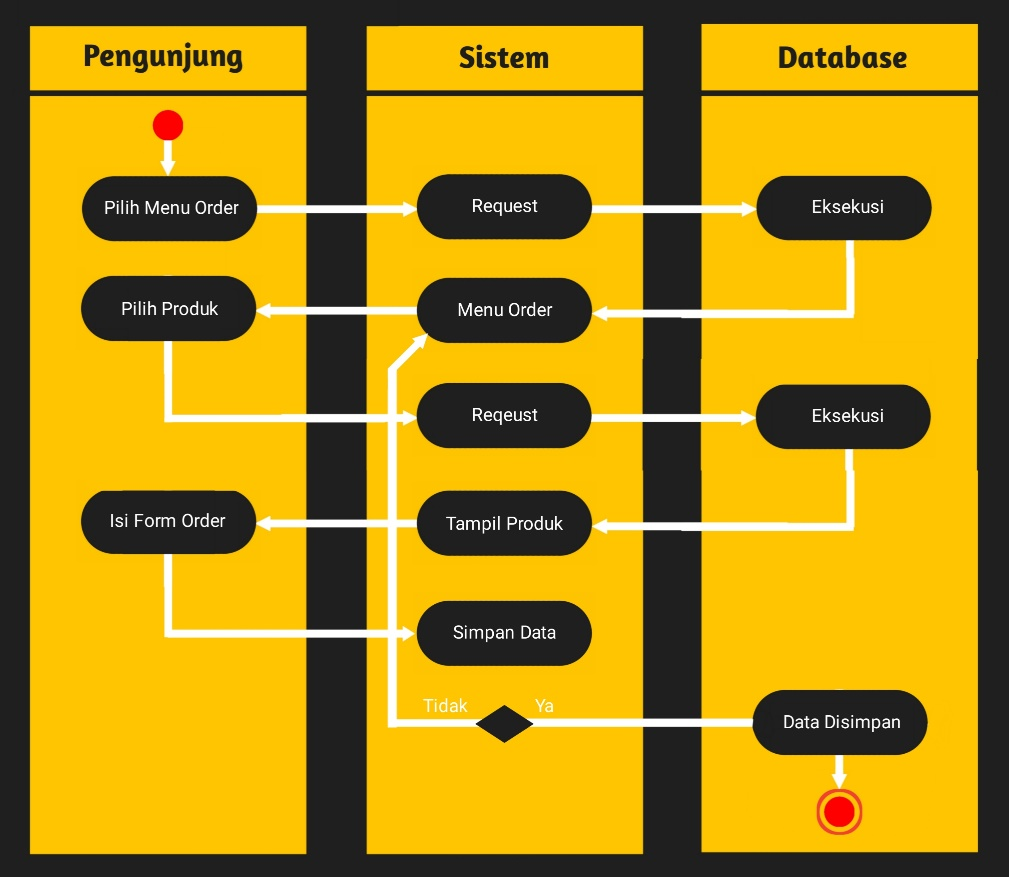 Pengunjung
Sistem
Database
Pilih Menu Order
Request
Eksekusi
Pilih Produk
Menu Order
Reqeust
Eksekusi
Isi Form Order
Tampil Produk
Simpan Data
Tidak
Ya
Data Disimpan